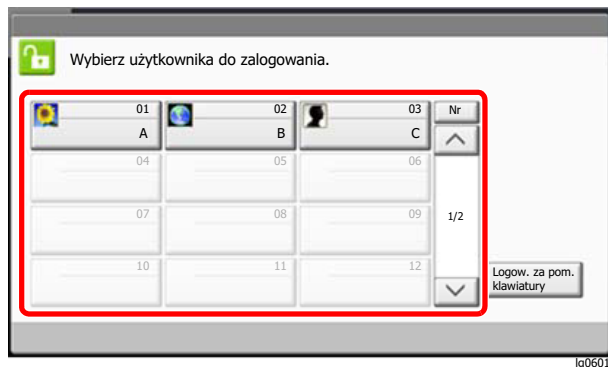 Wybierz użytkownika do zalogowania.
01 02 03 Nr
A B C
04 05 06
07 08 09 1/2
10 11 12
Logow. za pom.
klawiatury
lg0601